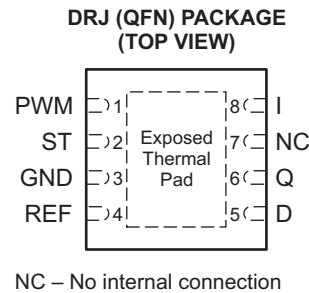 DRJ (QFN) PACKAGE
(TOP VIEW)
PWM 1 8 I
ST 2 Exposed 7 NC
Thermal
GND 3 Pad 6 Q
REF 4 5 D
NC – No internal connection